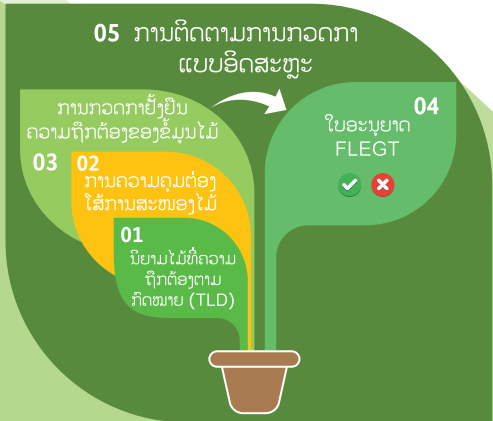 05 ການຕິດຕາມການກວດກາ
ແບບອິດສະຫຼະ
ການກວດກາຢັ້ງຢືນ
ຄວາມຖືກຕ້ອງຂອງຂໍ້ມູນໄມ້
03
02
ການຄວາມຄຸມຕ່ອງ
ໂສ້ການສະໜອງໄມ້
01
ນິຍາມໄມ້ທີ່ຄວາມ
ຖືກຕ້ອງຕາມ
ກົດໝາຍ (TLD)
04
ໃບອະນຸຍາດ
FLEGT